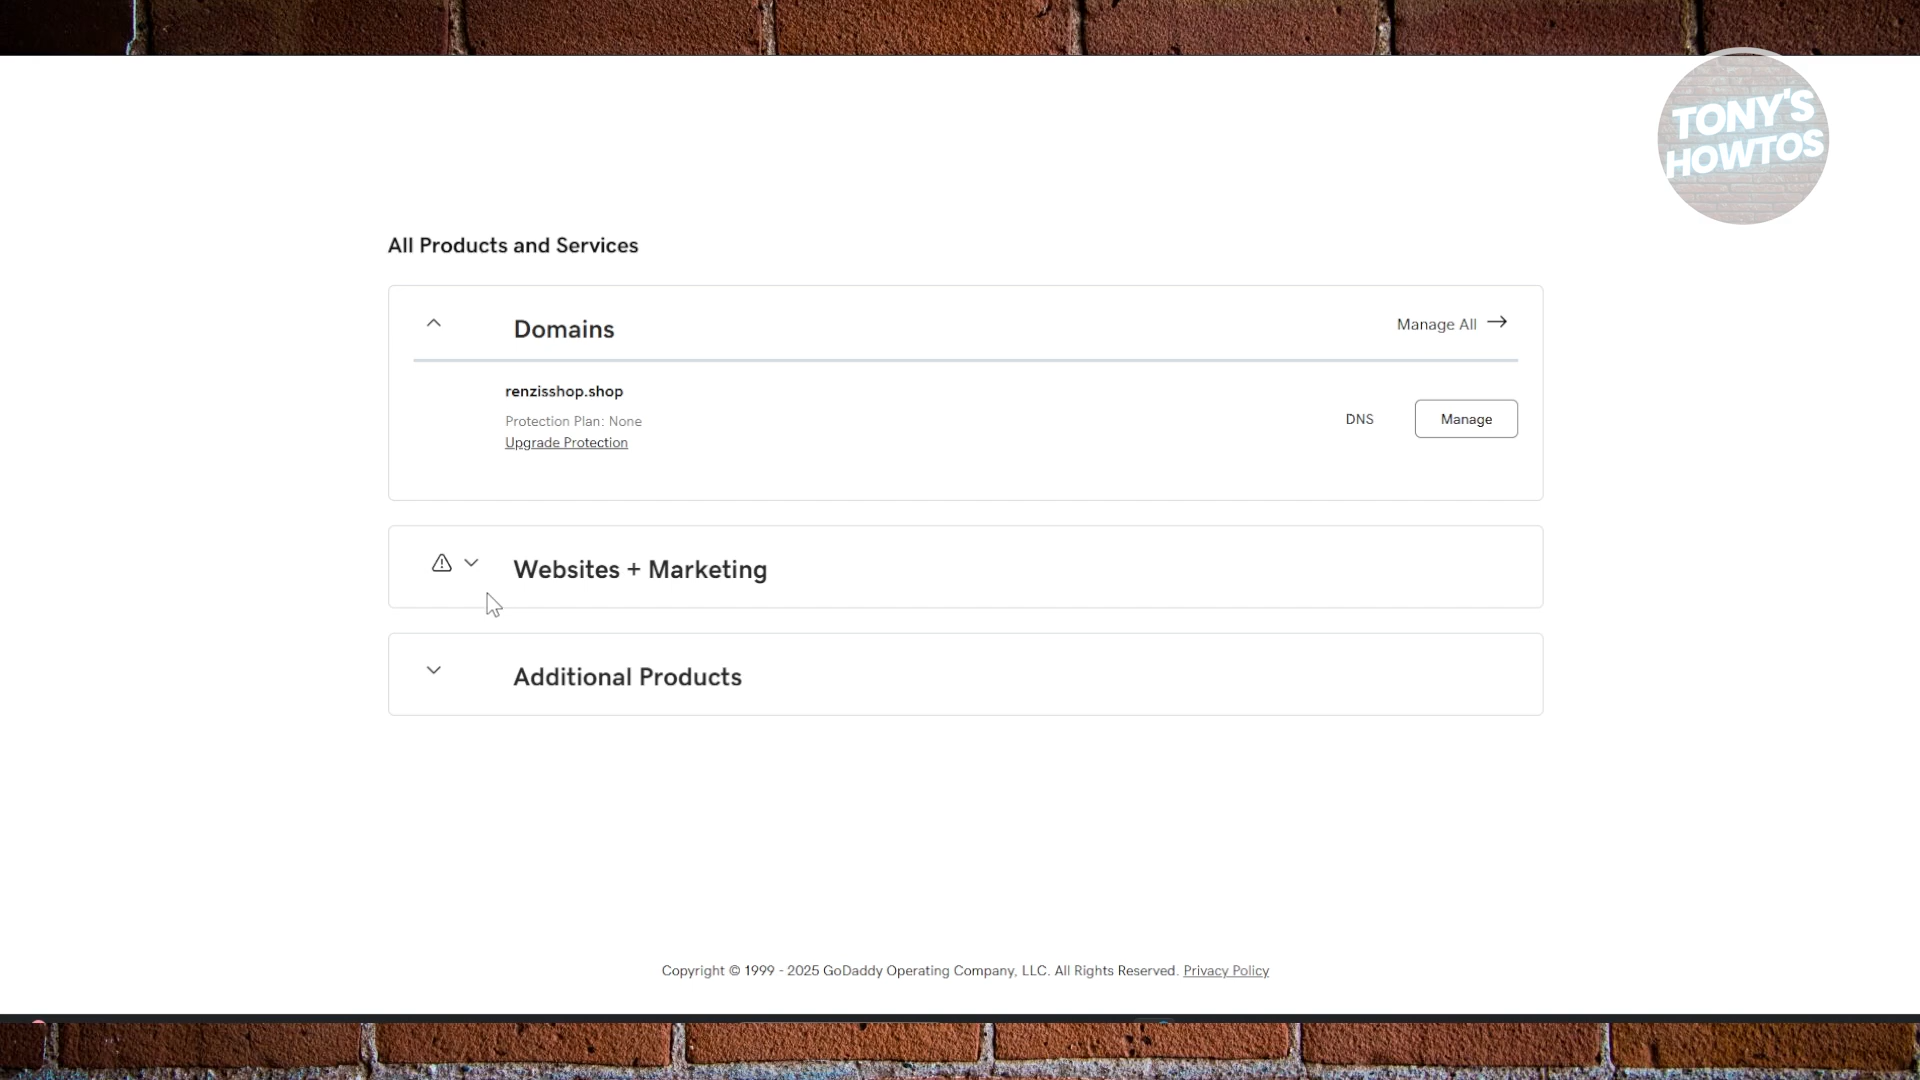 TONY'S
HOWTOS
All Products and Services
Domains
Manage All
renzisshop.shop
Protection Plan: None
Upgrade Protection
DNS
Manage
Websites + Marketing
Additional Products
Copyright © 1999 - 2025 GoDaddy Operating Company, LLC. All Rights Reserved. Privacy Policy